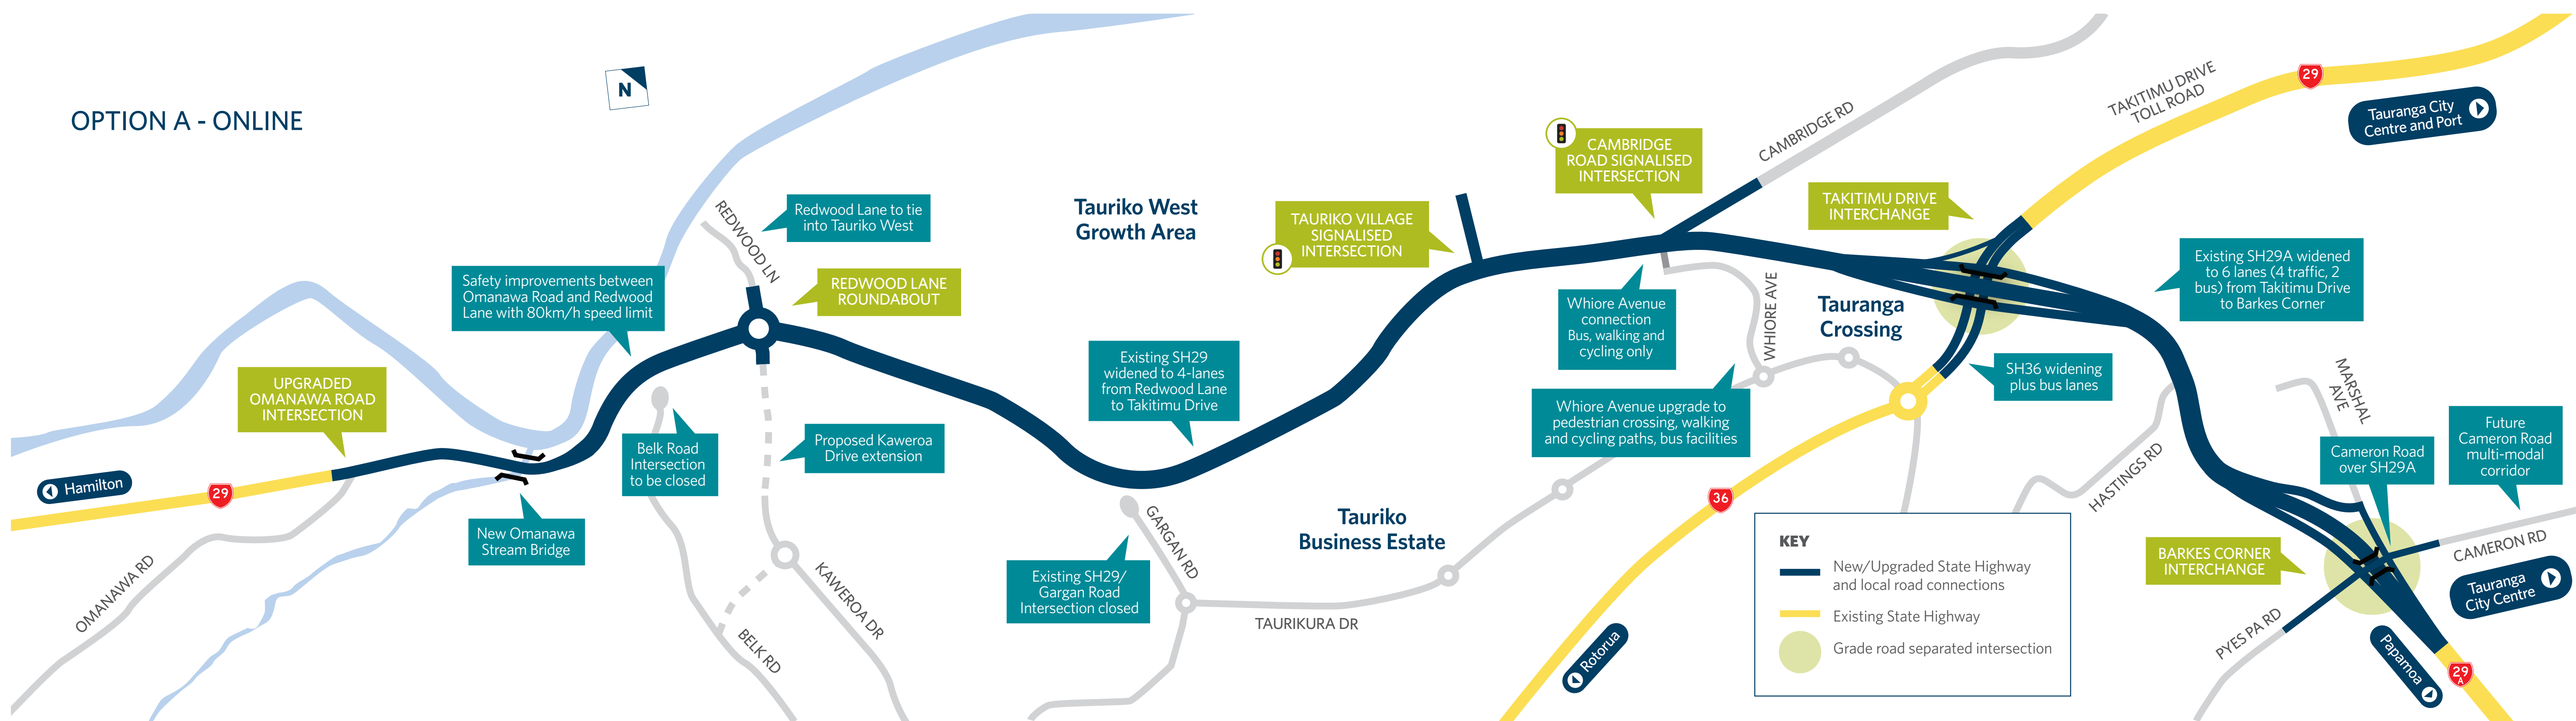 OPTION A - ONLINE
N
Hamilton
29
OMANAWA RD
UPGRADED
OMANAWA ROAD
INTERSECTION
Safety improvements between
Omanawa Road and Redwood
Lane with 80km/h speed limit
New Omanawa
Stream Bridge
REDWOOD LN
Redwood Lane to tie
into Tauriko West
REDWOOD LANE
ROUNDABOUT
Belk Road
Intersection
to be closed
Proposed Kaweroa
Drive extension
KAWEROA DR
BELK RD
Tauriko West
Growth Area
Existing SH29
widened to 4-lanes
from Redwood Lane
to Takitimu Drive
Existing SH29/
Gargan Road
Intersection closed
GARGAN RD
TAURIKURA DR
Tauriko
Business Estate
TAURIKO VILLAGE
SIGNALISED
INTERSECTION
CAMBRIDGE
ROAD SIGNALISED
INTERSECTION
CAMBRIDGE RD
Whiore Avenue
connection
Bus, walking and
cycling only
WHIORE AVE
Whiore Avenue upgrade to
pedestrian crossing, walking
and cycling paths, bus facilities
Tauranga
Crossing
TAKITIMU DRIVE
INTERCHANGE
TAKITIMU DRIVE
TOLL ROAD
29
Tauranga City
Centre and Port
Existing SH29A widened
to 6 lanes (4 traffic, 2
bus) from Takitimu Drive
to Barkes Corner
SH36 widening
plus bus lanes
36
Rotorua
HASTINGS RD
MARSHAL
AVE
Cameron Road
over SH29A
Future
Cameron Road
multi-modal
corridor
CAMERON RD
BARKES CORNER
INTERCHANGE
Tauranga
City Centre
PYES PA RD
Papamoa
29
A
KEY
New/Upgraded State Highway
and local road connections
Existing State Highway
Grade road separated intersection